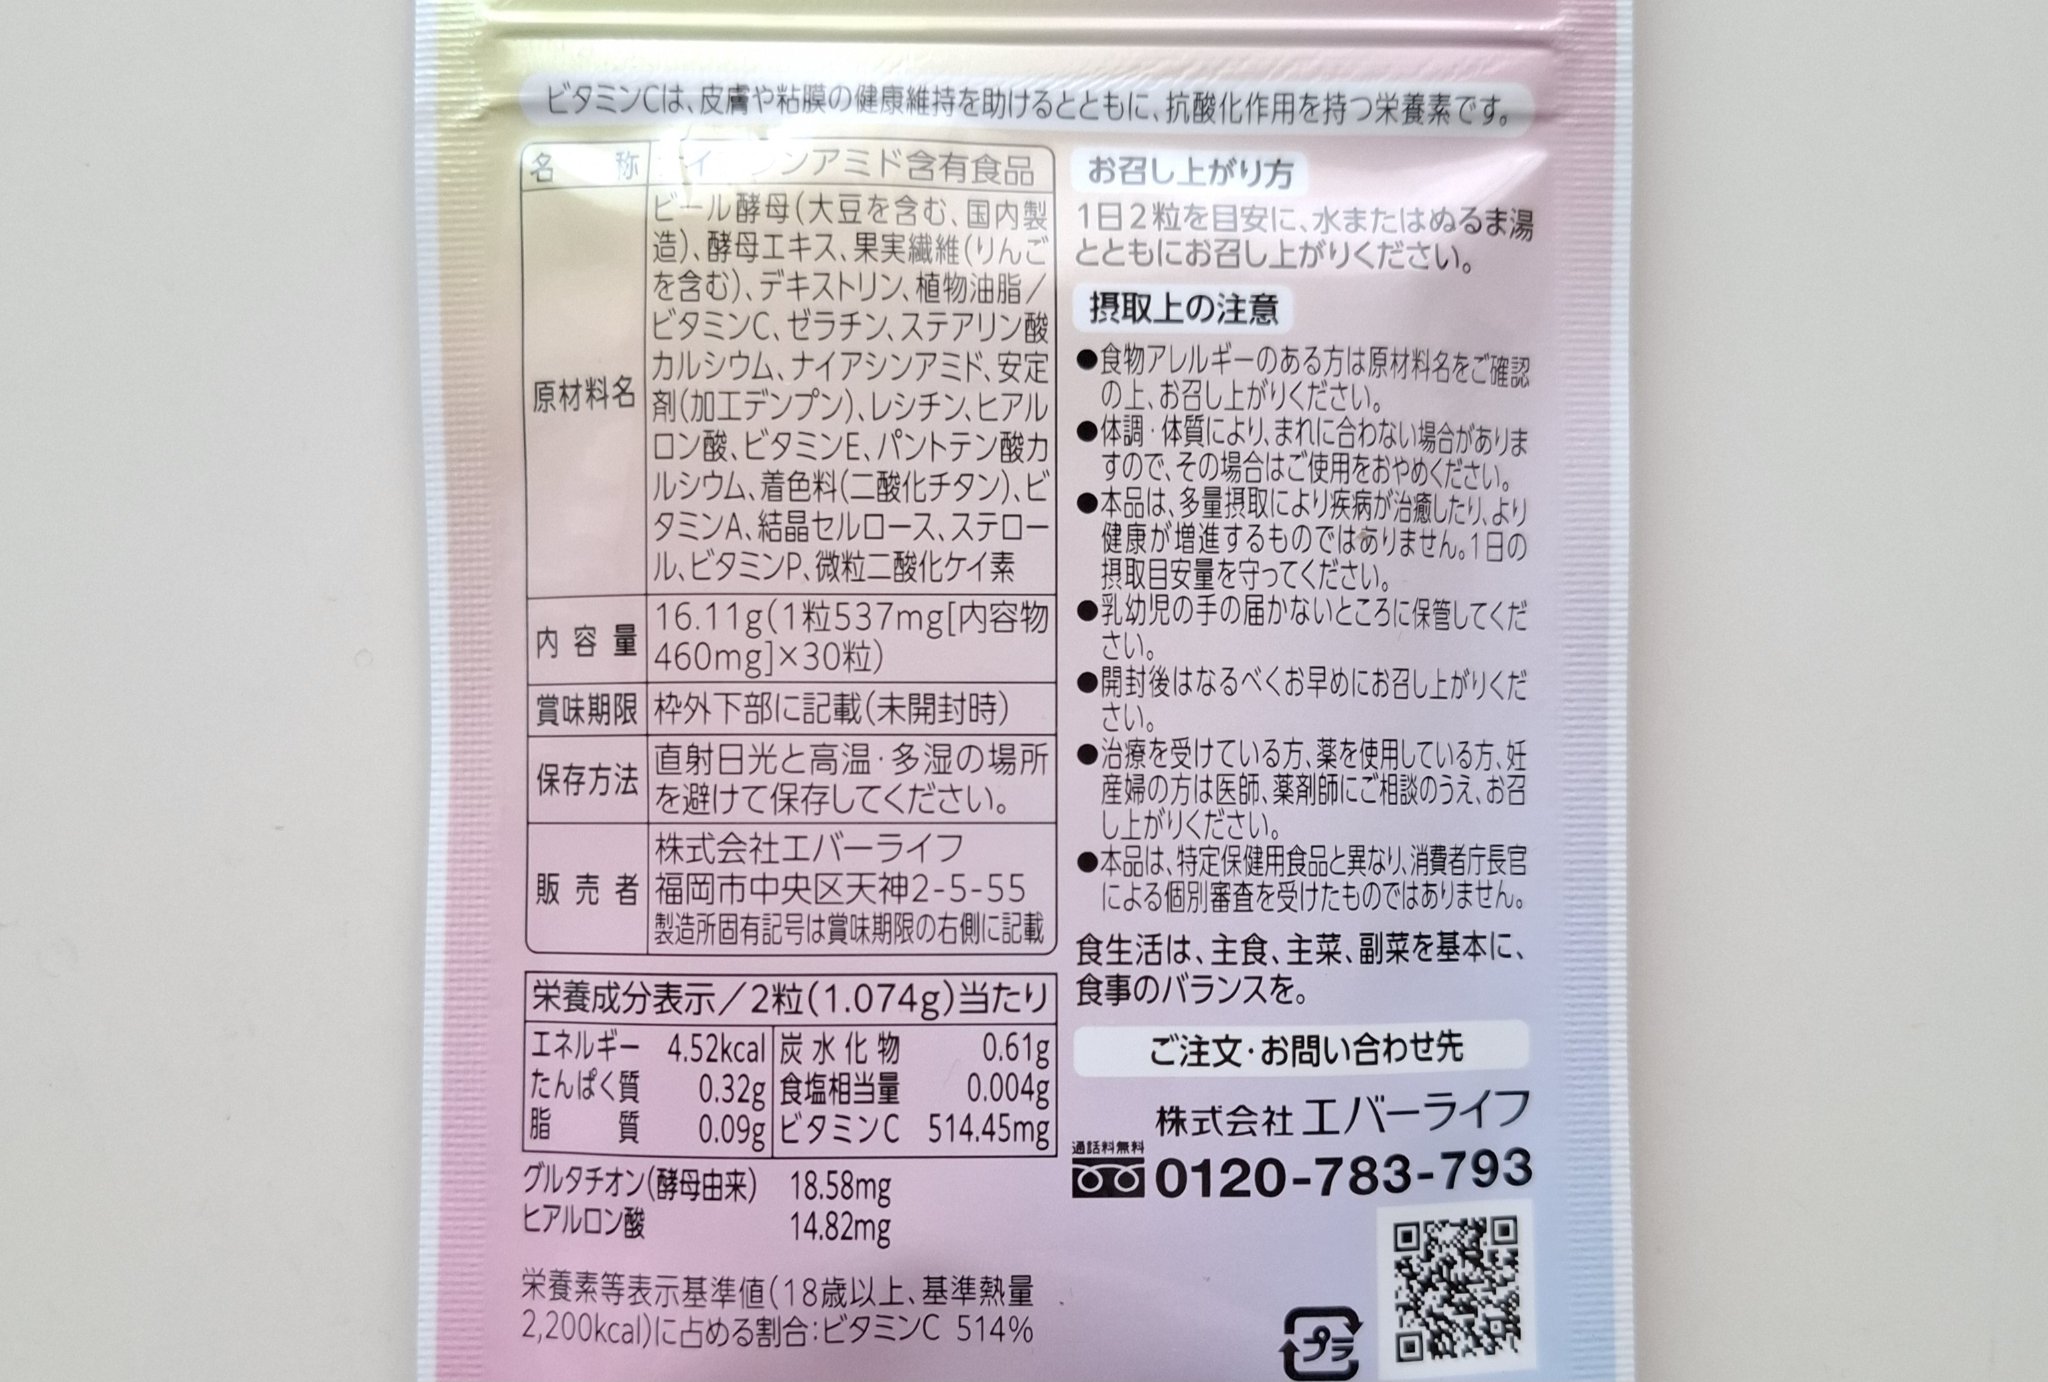 ビタミンCは、皮膚や粘膜の健康維持を助けるとともに、抗酸化作用を持つ栄養素です。
名称 ナイアシンアミド含有食品
原材料名
ビール酵母(大豆を含む、国内製
造)、酵母エキス、果実繊維(りんご
を含む)、デキストリン、植物油脂/
ビタミンC、ゼラチン、ステアリン酸
カルシウム、ナイアシンアミド、安定
剤(加工デンプン)、レシチン、ヒアル
ロン酸、ビタミンE、パントテン酸カ
ルシウム、着色料(二酸化チタン)、ビ
タミンA、結晶セルロース、ステロー
ル、ビタミンP、微粒二酸化ケイ素
内容量
16.11g(1粒537mg[内容物
460mg]×30粒)
賞味期限 枠外下部に記載(未開封時)
保存方法
直射日光と高温・多湿の場所
を避けて保存してください。
販売者
株式会社エバーライフ
福岡市中央区天神2-5-55
製造所固有記号は賞味期限の右側に記載
栄養成分表示/2粒(1.074g)当たり
エネルギー 4.52kcal 炭水化物 0.61g
たんぱく質 0.32g 食塩相当量 0.004g
脂質 0.09g ビタミンC 514.45mg
グルタチオン(酵母由来) 18.58mg
ヒアルロン酸 14.82mg
栄養素等表示基準値(18歳以上、基準熱量
2,200kcal)に占める割合:ビタミンC 514%
お召し上がり方
1日2粒を目安に、水またはぬるま湯
とともにお召し上がりください。
摂取上の注意
●食物アレルギーのある方は原材料名をご確認
の上、お召し上がりください。
●体調・体質により、まれに合わない場合がありま
すので、その場合はご使用をおやめください。
●本品は、多量摂取により疾病が治癒したり、より
健康が増進するものではありません。1日の
摂取目安量を守ってください。
●乳幼児の手の届かないところに保管してくだ
さい。
●開封後はなるべくお早めにお召し上がりくだ
さい。
●治療を受けている方、薬を使用している方、妊
産婦の方は医師、薬剤師にご相談のうえ、お召
し上がりください。
●本品は、特定保健用食品と異なり、消費者庁長官
による個別審査を受けたものではありません。
食生活は、主食、主菜、副菜を基本に、
食事のバランスを。
ご注文・お問い合わせ先
株式会社エバーライフ
通話料無料
0120-783-793
プラ